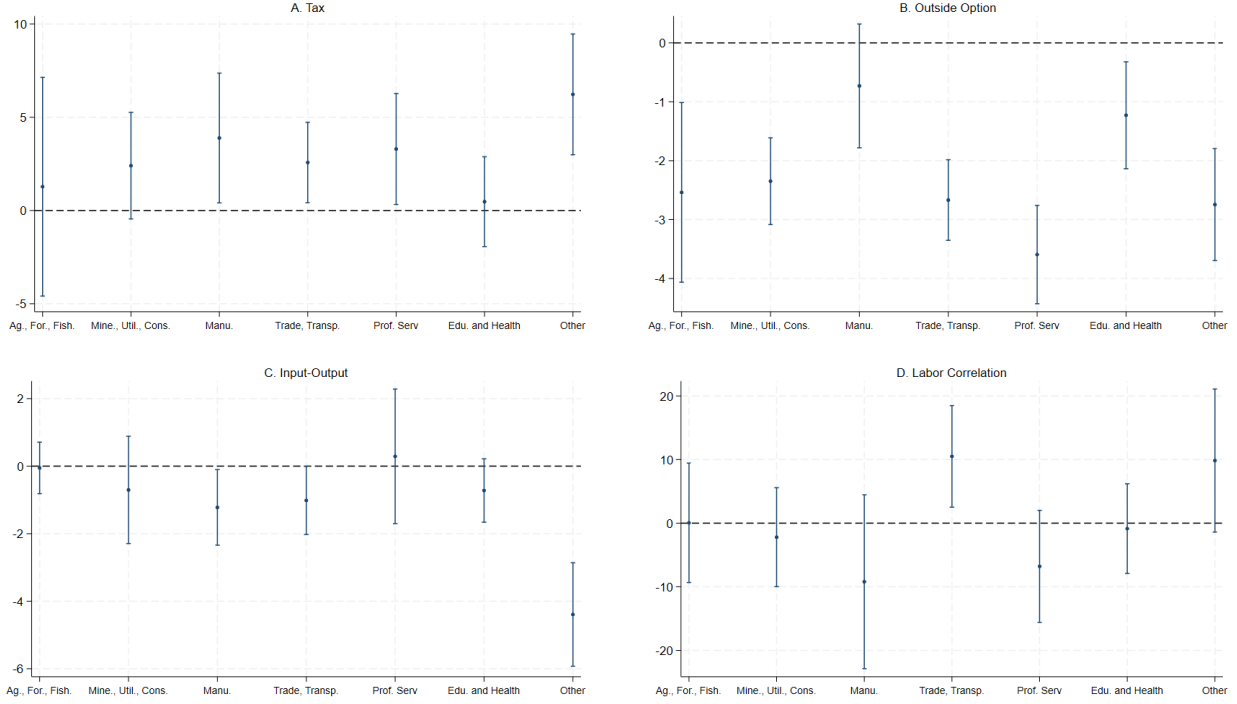 A. Tax
10
5
0
-5
Ag., For., Fish. Mine., Util., Cons. Manu. Trade, Transp. Prof. Serv Edu. and Health Other
B. Outside Option
0
-1
-2
-3
-4
Ag., For., Fish. Mine., Util., Cons. Manu. Trade, Transp. Prof. Serv Edu. and Health Other
C. Input-Output
2
0
-2
-4
-6
Ag., For., Fish. Mine., Util., Cons. Manu. Trade, Transp. Prof. Serv Edu. and Health Other
D. Labor Correlation
20
10
0
-10
-20
Ag., For., Fish. Mine., Util., Cons. Manu. Trade, Transp. Prof. Serv Edu. and Health Other